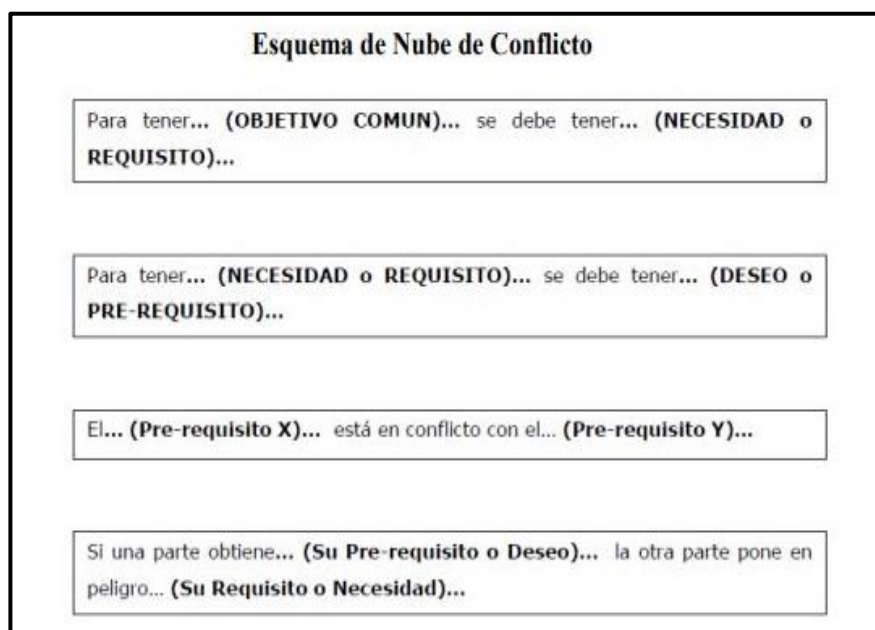 Esquema de Nube de Conflicto
Para tener... (OBJETIVO COMUN)... se debe tener... (NECESIDAD o
REQUISITO)...
Para tener... (NECESIDAD o REQUISITO)... se debe tener... (DESEO o
PRE-REQUISITO)...
El... (Pre-requisito X)... está en conflicto con el... (Pre-requisito Y)...
Si una parte obtiene... (Su Pre-requisito o Deseo)... la otra parte pone en
peligro... (Su Requisito o Necesidad)...